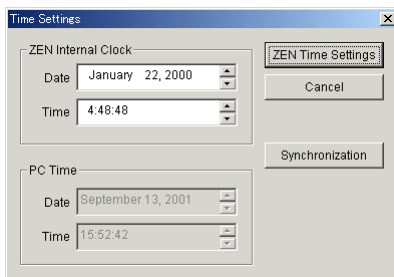 Time Settings
ZEN Internal Clock
Date January 22, 2000
Time 4:48:48
ZEN Time Settings
Cancel
Synchronization
PC Time
Date September 13, 2001
Time 15:52:42